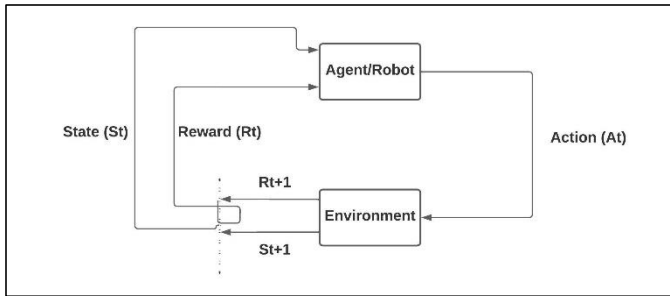 Agent/Robot
State (St)
Reward (Rt)
Action (At)
Rt+1
Environment
St+1